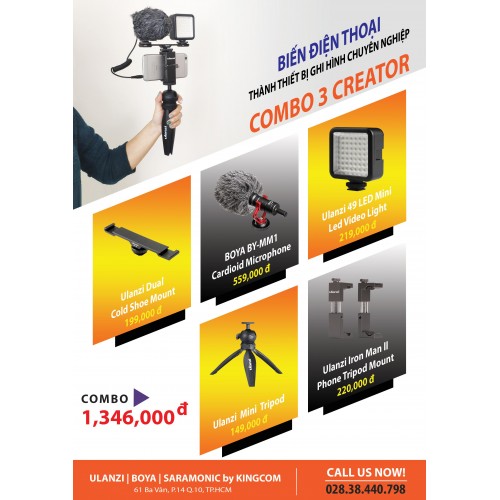 BIẾN ĐIỆN THOẠI
THÀNH THIẾT BỊ GHI HÌNH CHUYÊN NGHIỆP
COMBO 3 CREATOR
Ulanzi 49 LED Mini
Led Video Light
219,000 đ
BOYA BY-MM1
Cardioid Microphone
559,000 đ
Ulanzi Dual
Cold Shoe Mount
199,000 đ
Ulanzi Iron Man II
Phone Tripod Mount
220,000 đ
Ulanzi Mini Tripod
149,000 đ
COMBO
1,346,000 đ
ULANZI | BOYA | SARAMONIC by KINGCOM
61 Ba Vân, P.14 Q.10, TP.HCM
CALL US NOW!
028.38.440.798